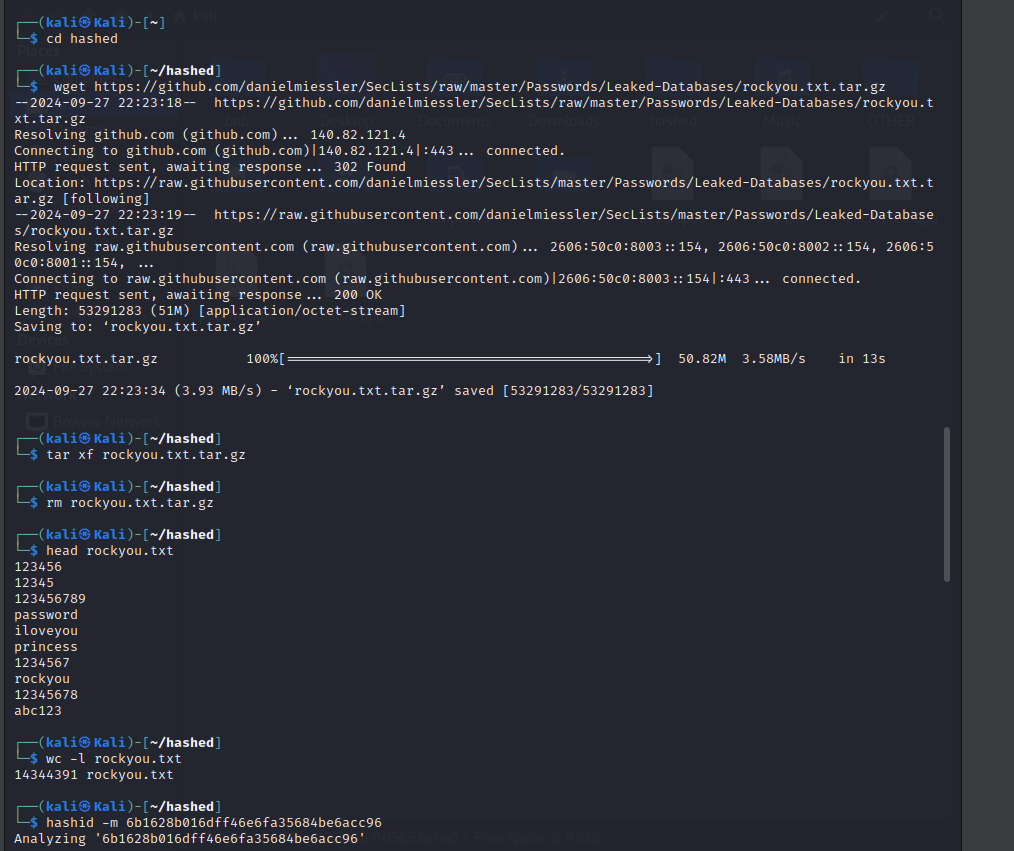 ┌──(kali㉿Kali)-[~]
└─$ cd hashed
┌──(kali㉿Kali)-[~/hashed]
└─$  wget https://github.com/danielmiessler/SecLists/raw/master/Passwords/Leaked-Databases/rockyou.txt.tar.gz
--2024-09-27 22:23:18--  https://github.com/danielmiessler/SecLists/raw/master/Passwords/Leaked-Databases/rockyou.t
xt.tar.gz
Resolving github.com (github.com)... 140.82.121.4
Connecting to github.com (github.com)|140.82.121.4|:443... connected.
HTTP request sent, awaiting response... 302 Found
Location: https://raw.githubusercontent.com/danielmiessler/SecLists/master/Passwords/Leaked-Databases/rockyou.txt.t
ar.gz [following]
--2024-09-27 22:23:19--  https://raw.githubusercontent.com/danielmiessler/SecLists/master/Passwords/Leaked-Database
s/rockyou.txt.tar.gz
Resolving raw.githubusercontent.com (raw.githubusercontent.com)... 2606:50c0:8003::154, 2606:50c0:8002::154, 2606:5
0c0:8001::154, ...
Connecting to raw.githubusercontent.com (raw.githubusercontent.com)|2606:50c0:8003::154|:443... connected.
HTTP request sent, awaiting response... 200 OK
Length: 53291283 (51M) [application/octet-stream]
Saving to: ‘rockyou.txt.tar.gz’
rockyou.txt.tar.gz           100%[=============================================>]  50.82M  3.58MB/s    in 13s
2024-09-27 22:23:34 (3.93 MB/s) - ‘rockyou.txt.tar.gz’ saved [53291283/53291283]
Browse Network
┌──(kali㉿Kali)-[~/hashed]
└─$ tar xf rockyou.txt.tar.gz
┌──(kali㉿Kali)-[~/hashed]
└─$ rm rockyou.txt.tar.gz
┌──(kali㉿Kali)-[~/hashed]
└─$ head rockyou.txt
123456
12345
123456789
password
iloveyou
princess
1234567
rockyou
12345678
abc123
┌──(kali㉿Kali)-[~/hashed]
└─$ wc -l rockyou.txt
14344391 rockyou.txt
┌──(kali㉿Kali)-[~/hashed]
└─$ hashid -m 6b1628b016dff46e6fa35684be6acc96
Analyzing '6b1628b016dff46e6fa35684be6acc96'